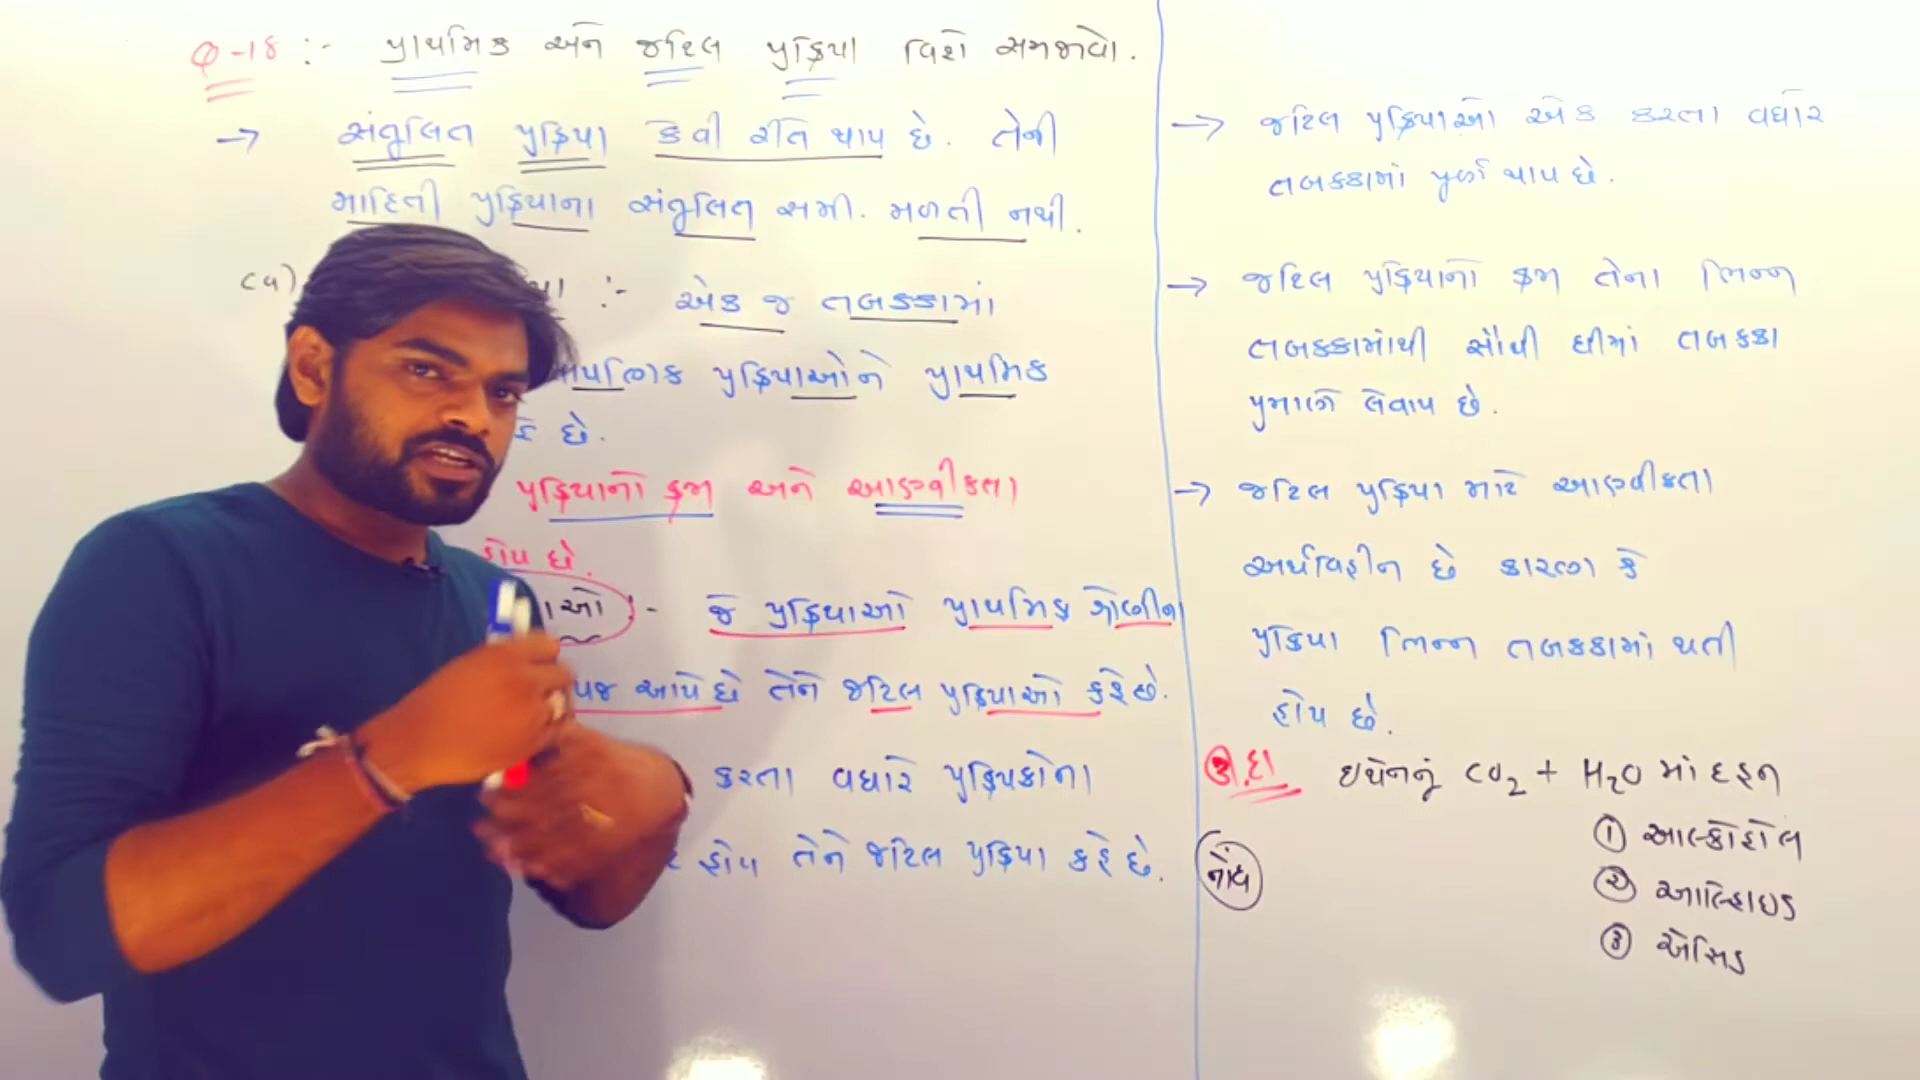 Q-18 :- પ્રાથમિક અને જટિલ પ્રક્રિયા વિશે સમજાવો.
→ સંતુલિત પ્રક્રિયા કેવી રીતે થાય છે. તેની
માહિતી પ્રક્રિયાના સંતુલિત સમી. મળતી નથી.
:- એક જ તબક્કામાં
પ્રક્રિયાઓને પ્રાથમિક
છે.
પ્રક્રિયાનો ક્રમ અને આણ્વીકતા
હોય છે.
:- જે પ્રક્રિયાઓ પ્રાથમિક શ્રેણીના
આપે છે તેને જટિલ પ્રક્રિયાઓ કહે છે.
કરતા વધારે પ્રક્રિયકોના
હોય તેને જટિલ પ્રક્રિયા કહે છે.
→ જટિલ પ્રક્રિયાઓ એક કરતા વધારે
તબક્કામાં પૂર્ણ થાય છે.
→ જટિલ પ્રક્રિયાનો ક્રમ તેના ભિન્ન
તબક્કામાંથી સૌથી ધીમાં તબક્કા
પ્રમાણે લેવાય છે.
→ જટિલ પ્રક્રિયા માટે આણ્વીકતા
અર્થવિહીન છે કારણ કે
પ્રક્રિયા ભિન્ન તબક્કામાં થતી
હોય છે.
ઉ.દા ઇથેનનું CO2 + H2O માં દહન
① આલ્કોહોલ
② આલ્ડિહાઇડ
③ એસિડ
નોંધ